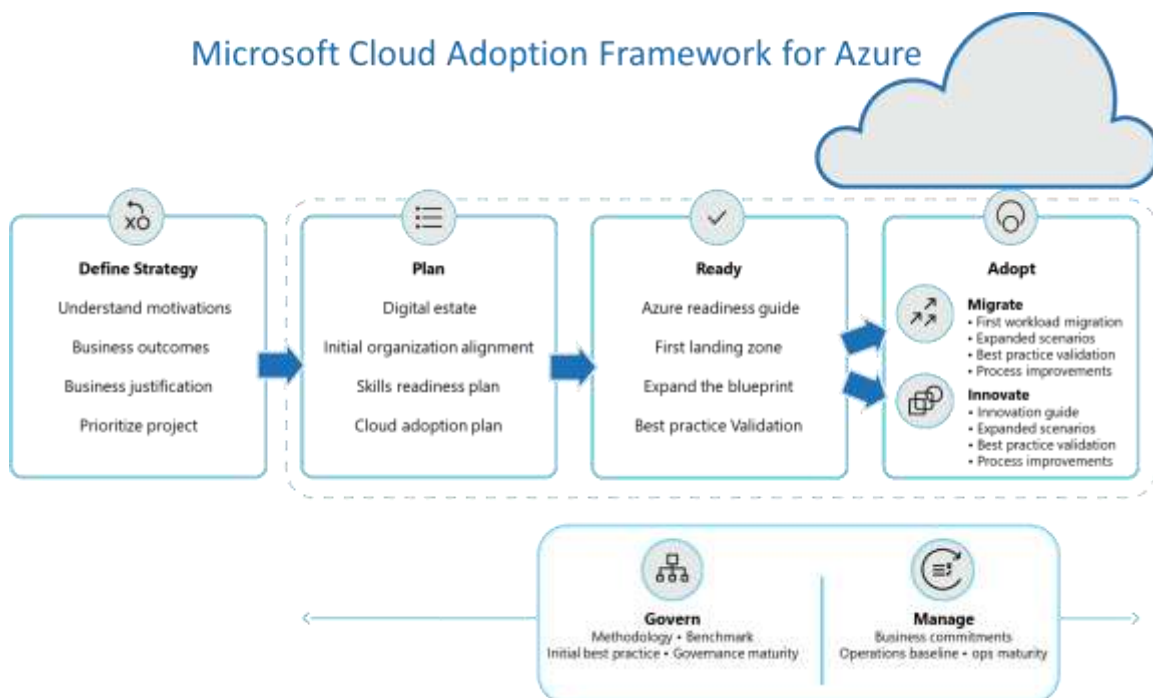 Microsoft Cloud Adoption Framework for Azure
XO
Define Strategy
Understand motivations
Business outcomes
Business justification
Prioritize project
Plan
Digital estate
Initial organization alignment
Skills readiness plan
Cloud adoption plan
Ready
Azure readiness guide
First landing zone
Expand the blueprint
Best practice Validation
Adopt
Migrate
• First workload migration
• Expanded scenarios
• Best practice validation
• Process improvements
Innovate
• Innovation guide
• Expanded scenarios
• Best practice validation
• Process improvements
Govern
Methodology • Benchmark
Initial best practice • Governance maturity
Manage
Business commitments
Operations baseline • ops maturity